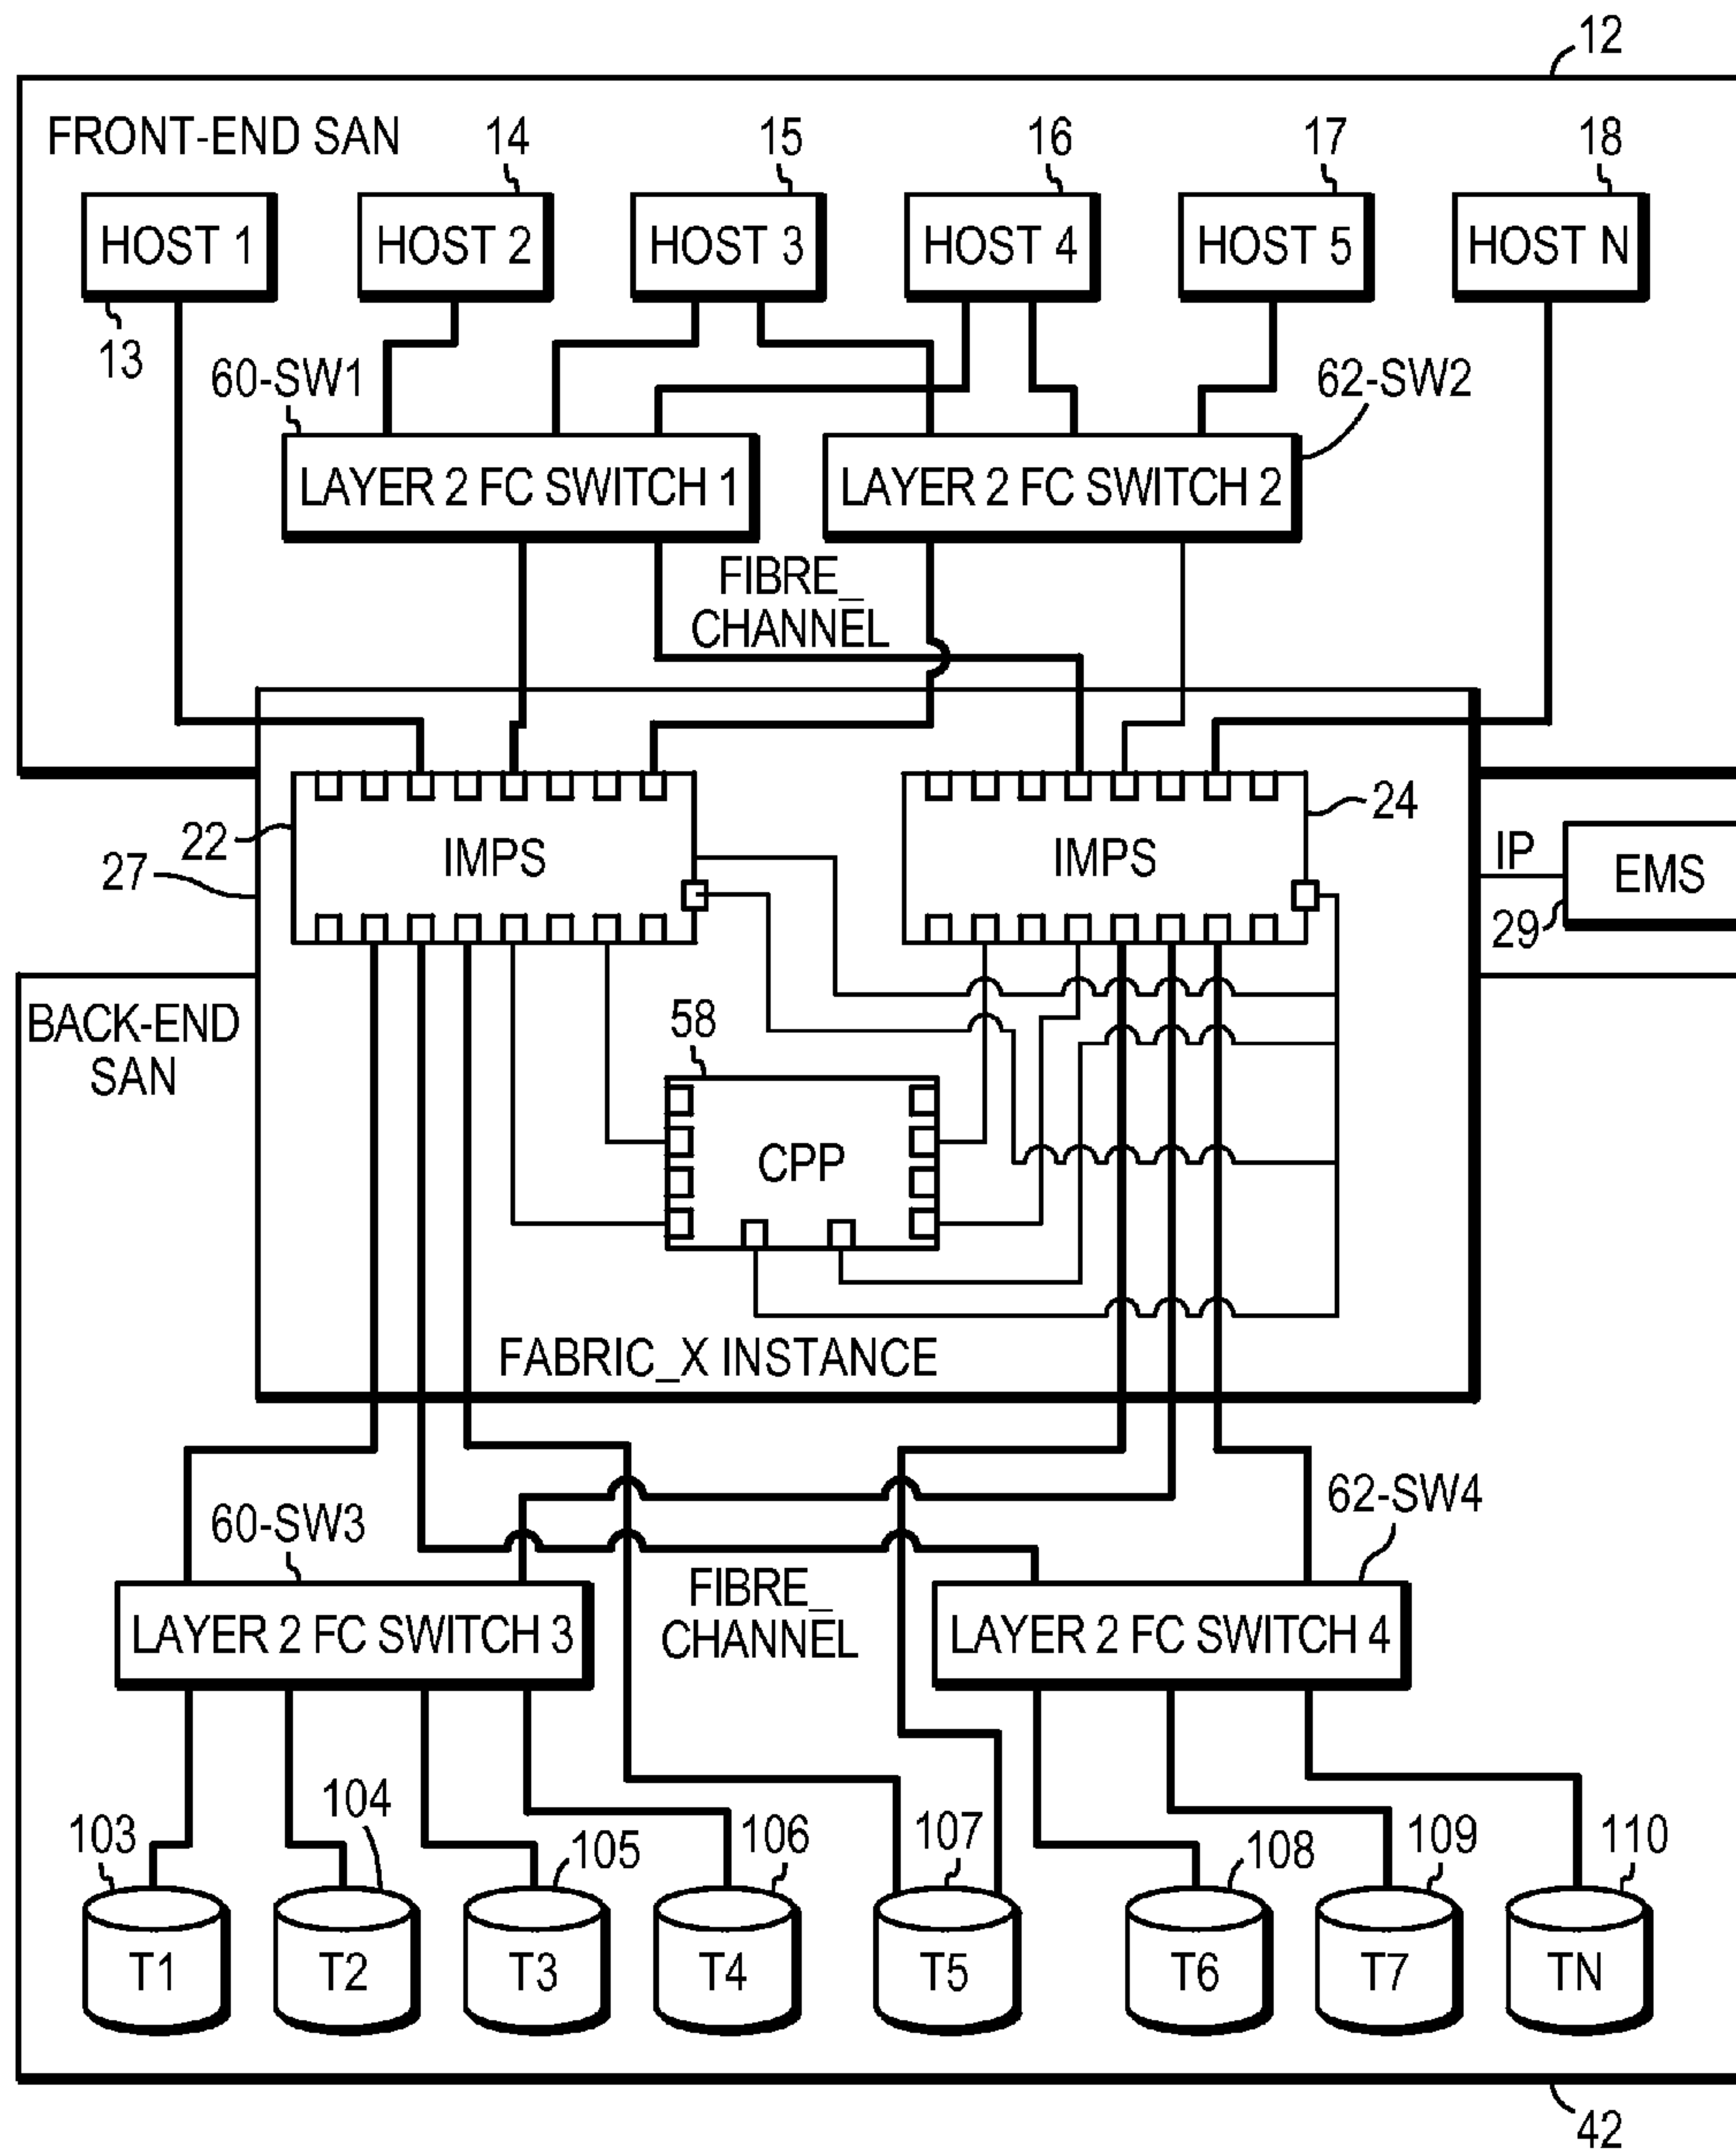 12
FRONT-END SAN
14
15
16
17
18
HOST 1
HOST 2
HOST 3
HOST 4
HOST 5
HOST N
13
60-SW1
62-SW2
LAYER 2 FC SWITCH 1
LAYER 2 FC SWITCH 2
FIBRE_
CHANNEL
22
IMPS
IMPS
24
27
IP
EMS
29
BACK-END
SAN
58
CPP
FABRIC_X INSTANCE
60-SW3
62-SW4
FIBRE_
CHANNEL
LAYER 2 FC SWITCH 3
LAYER 2 FC SWITCH 4
103
104
105
106
107
108
109
110
T1
T2
T3
T4
T5
T6
T7
TN
42